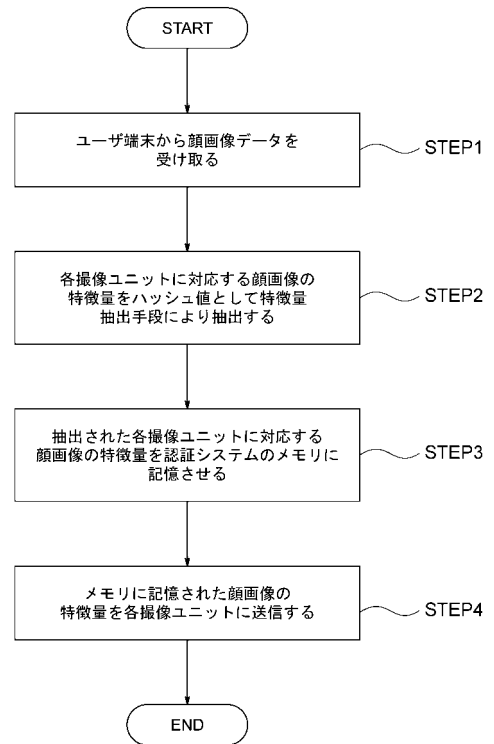 START
ユーザ端末から顔画像データを
受け取る
STEP1
各撮像ユニットに対応する顔画像の
特徴量をハッシュ値として特徴量
抽出手段により抽出する
STEP2
抽出された各撮像ユニットに対応する
顔画像の特徴量を認証システムのメモリに
記憶させる
STEP3
メモリに記憶された顔画像の
特徴量を各撮像ユニットに送信する
STEP4
END